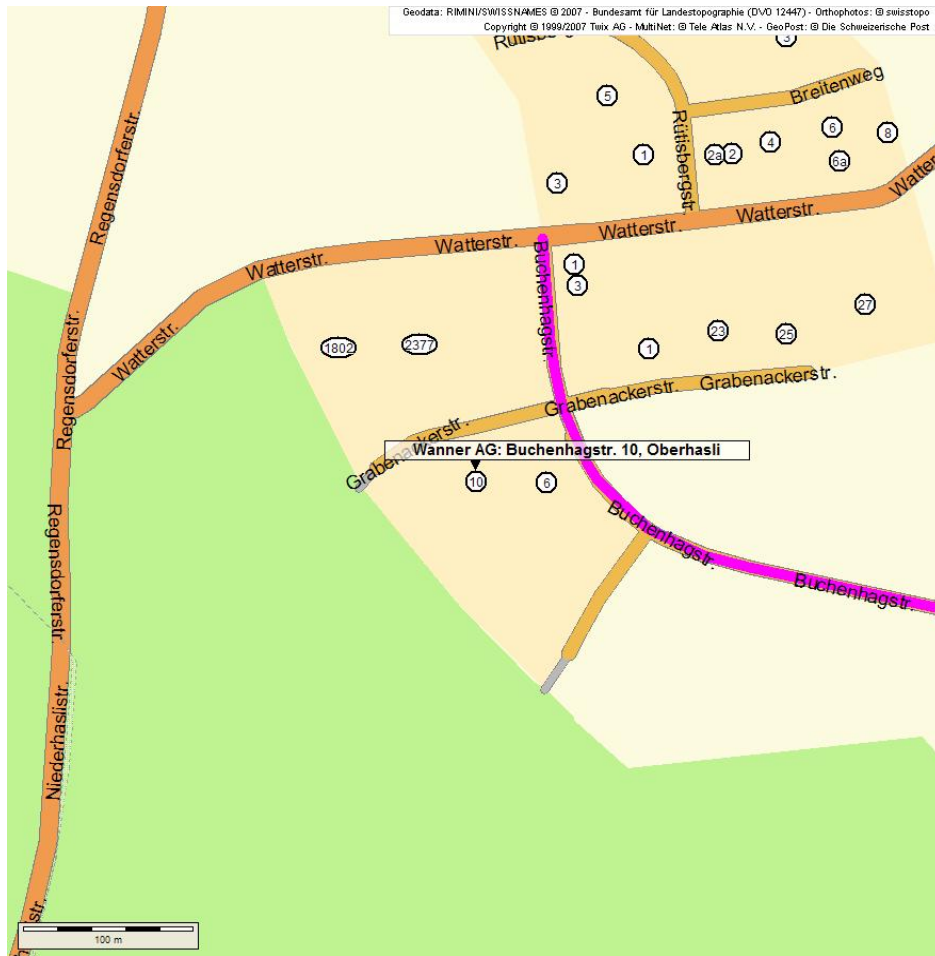 Geodata: RIMINI/SWISSNAMES © 2007 - Bundesamt für Landestopographie (DV0 12447) - Orthophotos: © swisstopo
Copyright © 1999/2007 Twix AG - MultiNet: © Tele Atlas N.V. - GeoPost: © Die Schweizerische Post
3
5
Breitenweg
Rütisbergstr.
1
2a
2
4
6
6a
8
3
Regensdorferstr.
Watterstr.
Watterstr.
Watterstr.
Watterstr.
Buchenhagstr.
1
3
Regensdorferstr.
Watterstr.
1802
2377
1
23
25
27
Grabenackerstr.
Grabenackerstr.
Grabenackerstr.
Wanner AG: Buchenhagstr. 10, Oberhasli
10
6
Regensdorferstr.
Buchenhagstr.
Buchenhagstr.
Niederhaslistr.
100 m